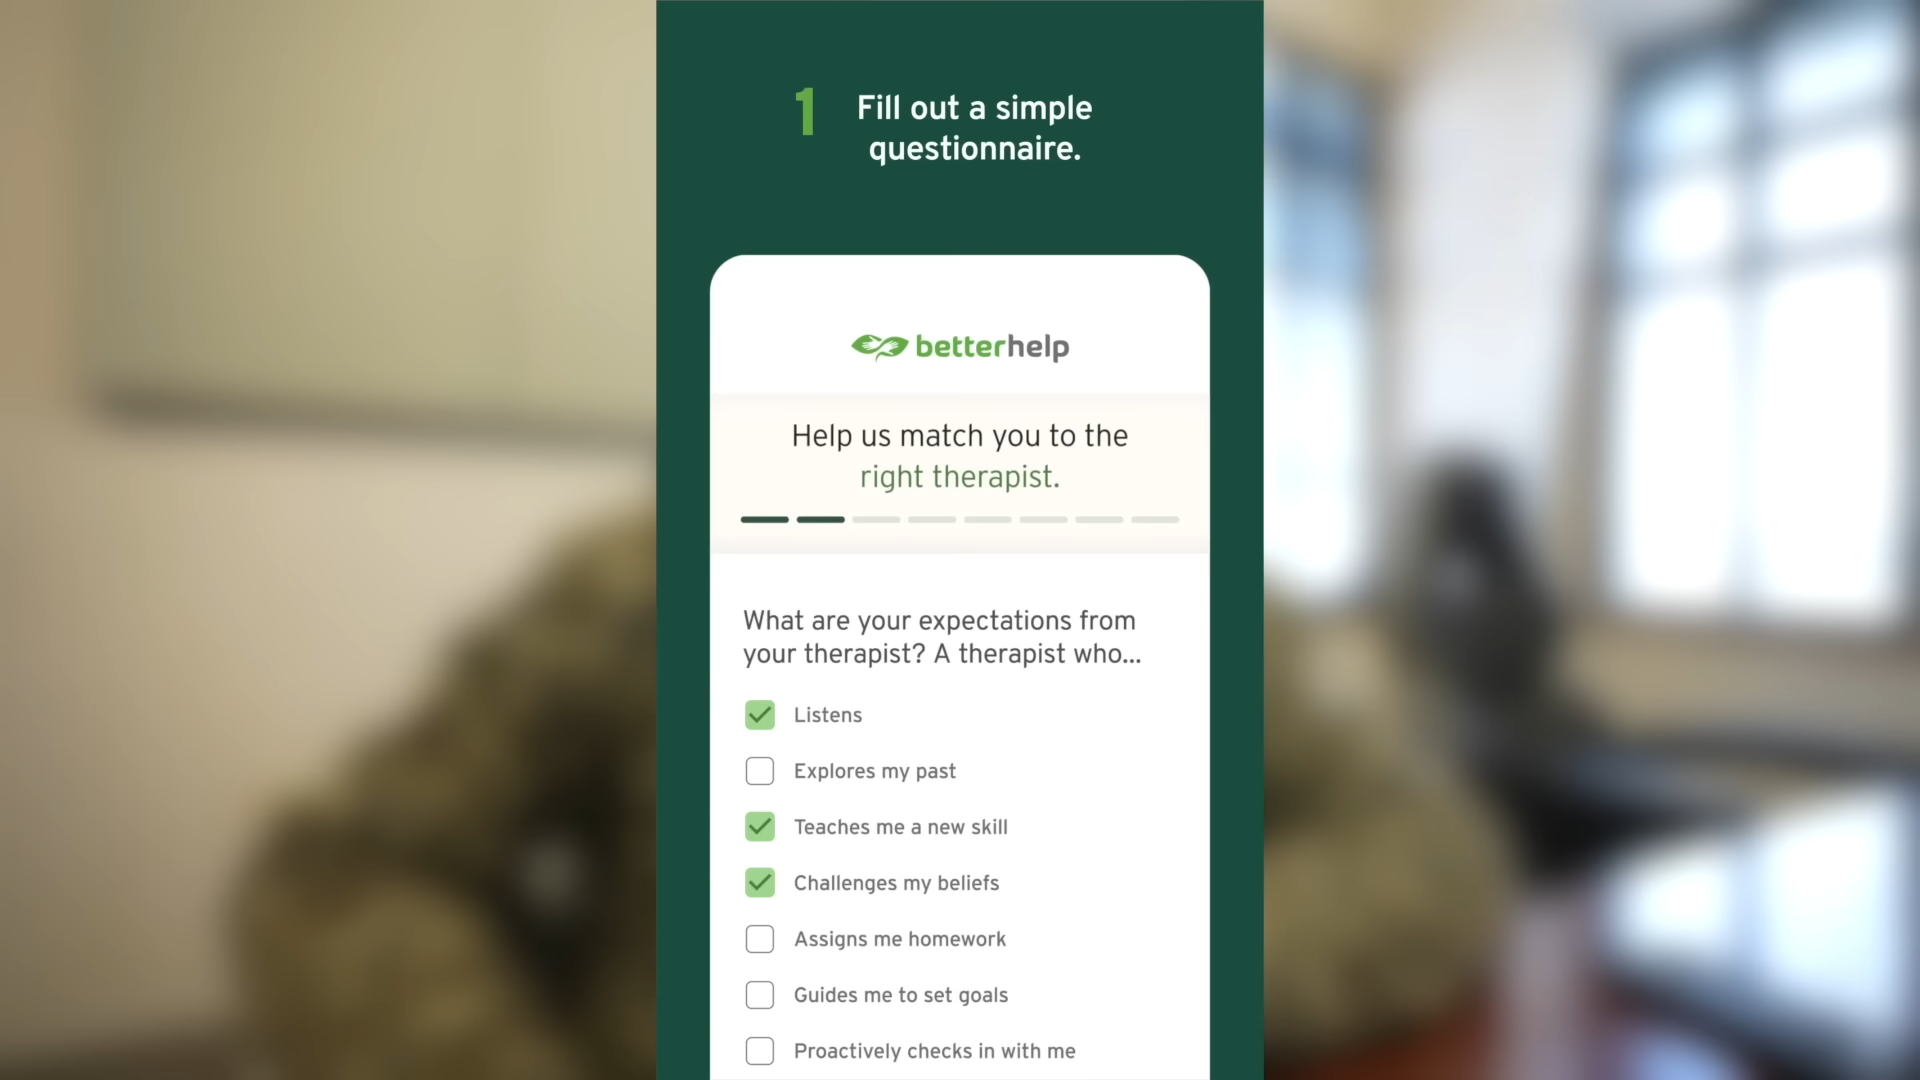 1
Fill out a simple
questionnaire.
betterhelp
Help us match you to the
right therapist.
What are your expectations from
your therapist? A therapist who...
Listens
Explores my past
Teaches me a new skill
Challenges my beliefs
Assigns me homework
Guides me to set goals
Proactively checks in with me